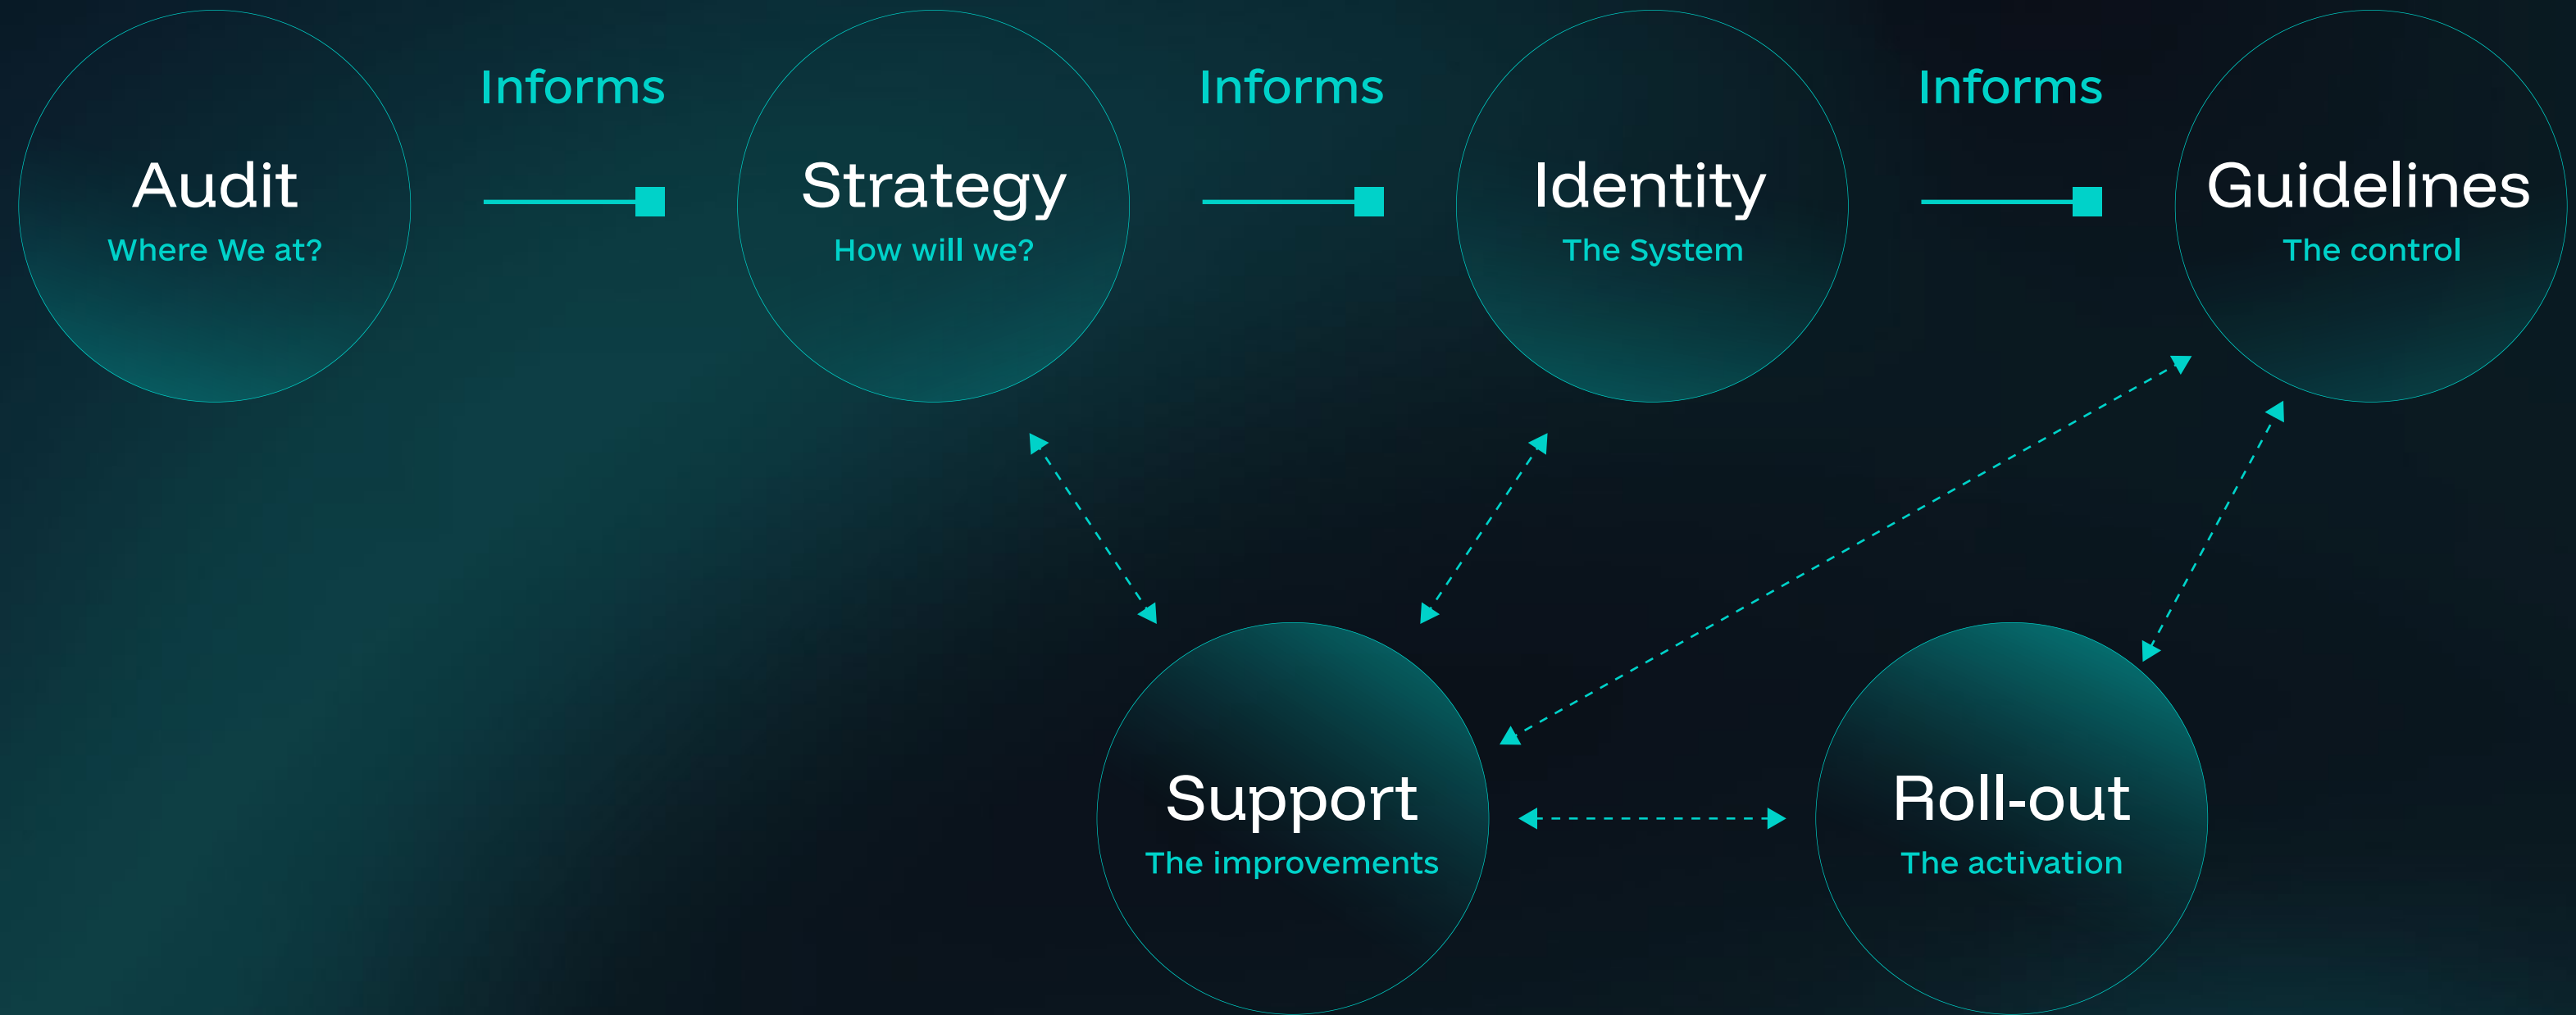 Informs
Informs
Informs
Audit
Where We at?
Strategy
How will we?
Identity
The System
Guidelines
The control
Support
The improvements
Roll-out
The activation